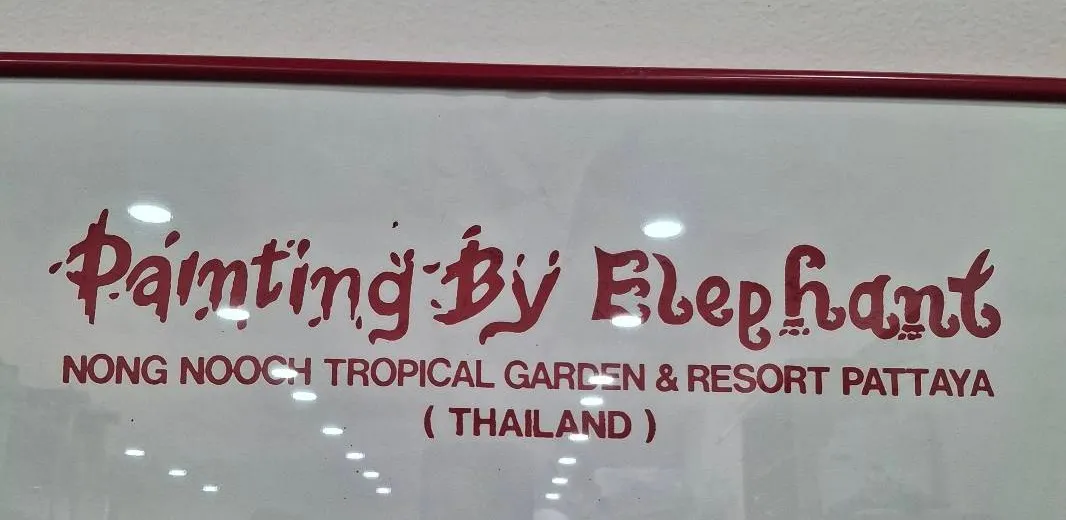 Painting By Elephant
NONG NOOCH TROPICAL GARDEN & RESORT PATTAYA
( THAILAND )